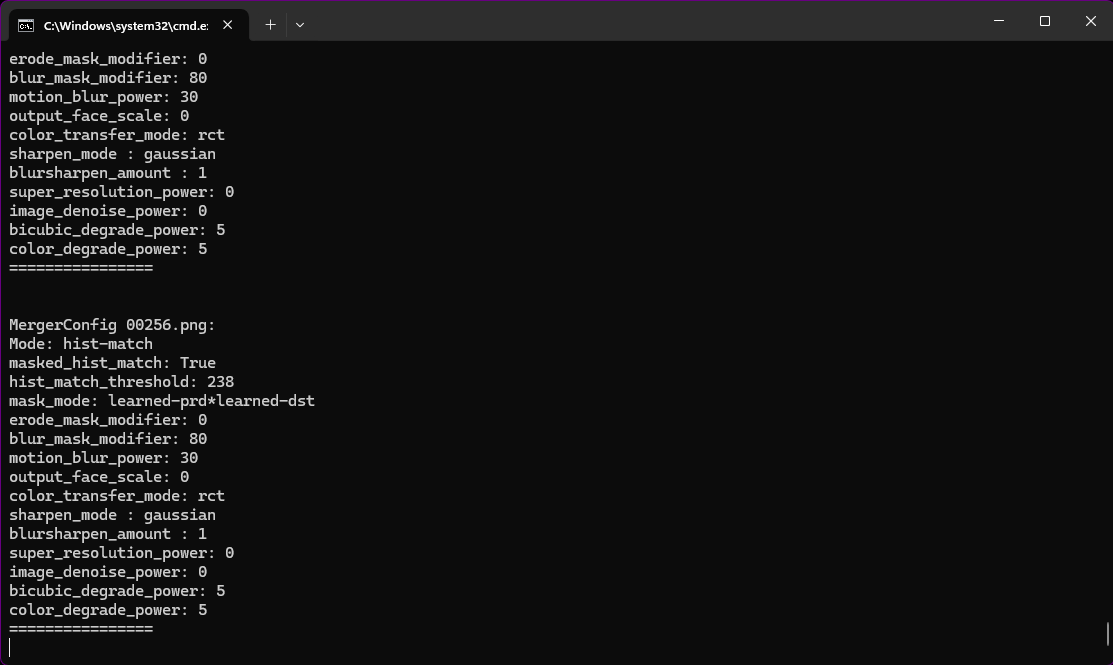 C:\Windows\system32\cmd.e
erode_mask_modifier: 0
blur_mask_modifier: 80
motion_blur_power: 30
output_face_scale: 0
color_transfer_mode: rct
sharpen_mode : gaussian
blursharpen_amount : 1
super_resolution_power: 0
image_denoise_power: 0
bicubic_degrade_power: 5
color_degrade_power: 5
================
MergerConfig 00256.png:
Mode: hist-match
masked_hist_match: True
hist_match_threshold: 238
mask_mode: learned-prd*learned-dst
erode_mask_modifier: 0
blur_mask_modifier: 80
motion_blur_power: 30
output_face_scale: 0
color_transfer_mode: rct
sharpen_mode : gaussian
blursharpen_amount : 1
super_resolution_power: 0
image_denoise_power: 0
bicubic_degrade_power: 5
color_degrade_power: 5
================